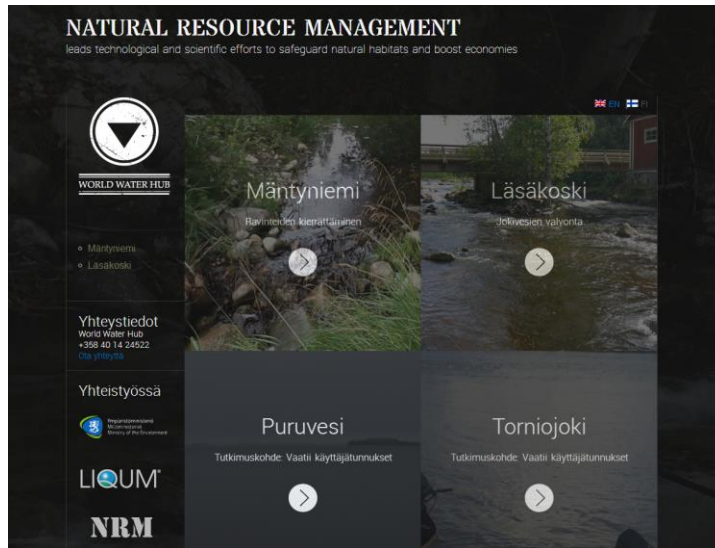 NATURAL RESOURCE MANAGEMENT
leads technological and scientific efforts to safeguard natural habitats and boost economies
EN FI
WORLD WATER HUB
Mäntyniemi
Läsäkoski
Yhteystiedot
World Water Hub
+358 40 14 24522
Ota yhteyttä
Yhteistyössä
Ympäristöministeriö
Miljöministeriet
Ministry of the Environment
LIQUM
NRM
Mäntyniemi
Ravinteiden kierrättäminen
Läsäkoski
Jokivesien valvonta
Puruvesi
Tutkimuskohde: Vaatii käyttäjätunnukset
Torniojoki
Tutkimuskohde: Vaatii käyttäjätunnukset